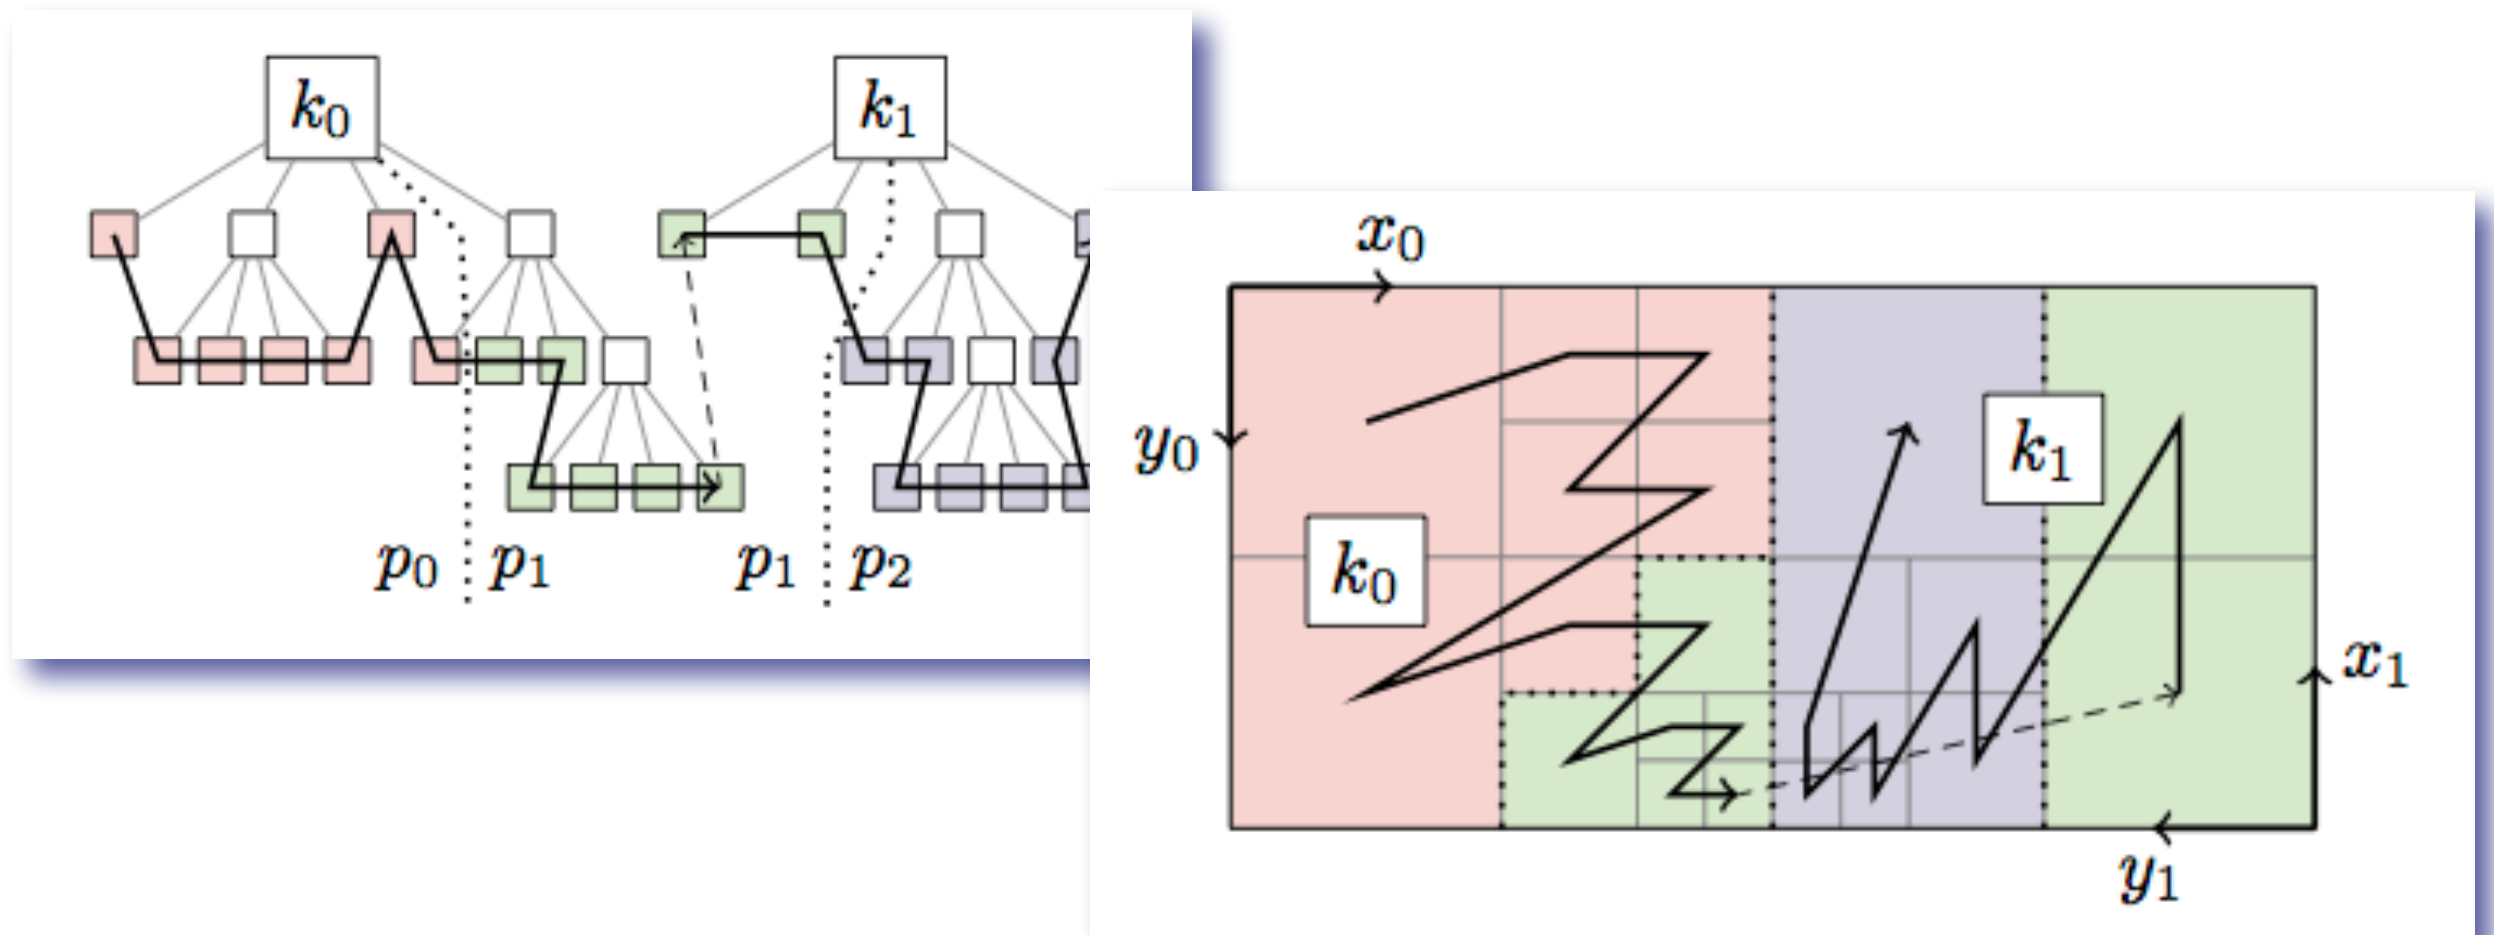 k₀ k₁
p₀ p₁ p₁ p₂
x₀
y₀
k₁
k₀
x₁
y₁